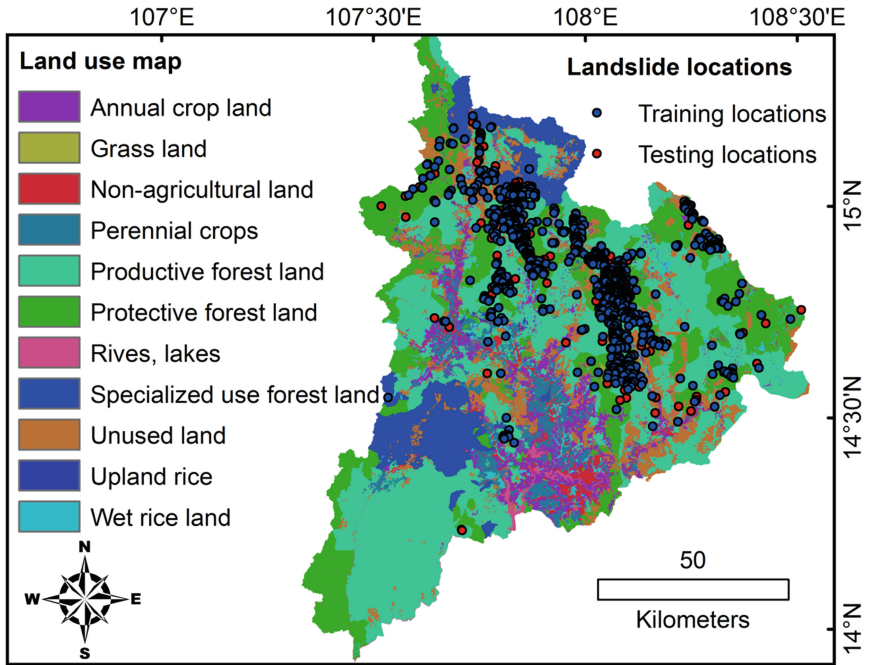 107°E 107°30'E 108°E 108°30'E
Land use map
Annual crop land
Grass land
Non-agricultural land
Perennial crops
Productive forest land
Protective forest land
Rives, lakes
Specialized use forest land
Unused land
Upland rice
Wet rice land
Landslide locations
Training locations
Testing locations
15°N
14°30'N
14°N
N
W E
S
50
Kilometers